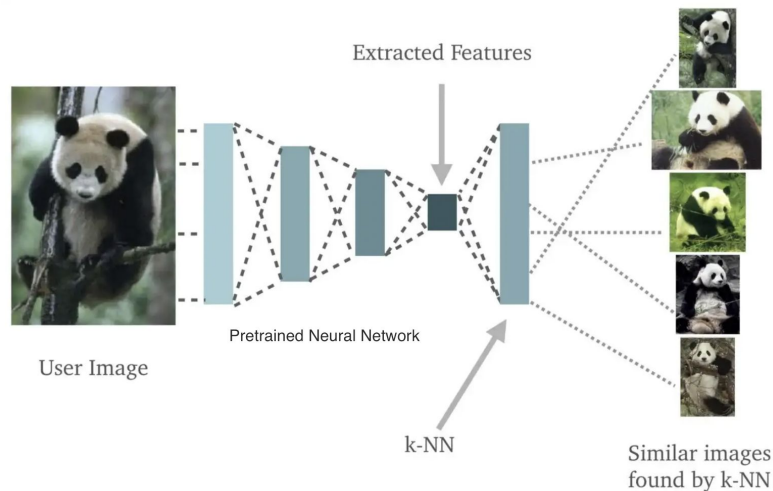 Extracted Features
Pretrained Neural Network
User Image
k-NN
Similar images
found by k-NN